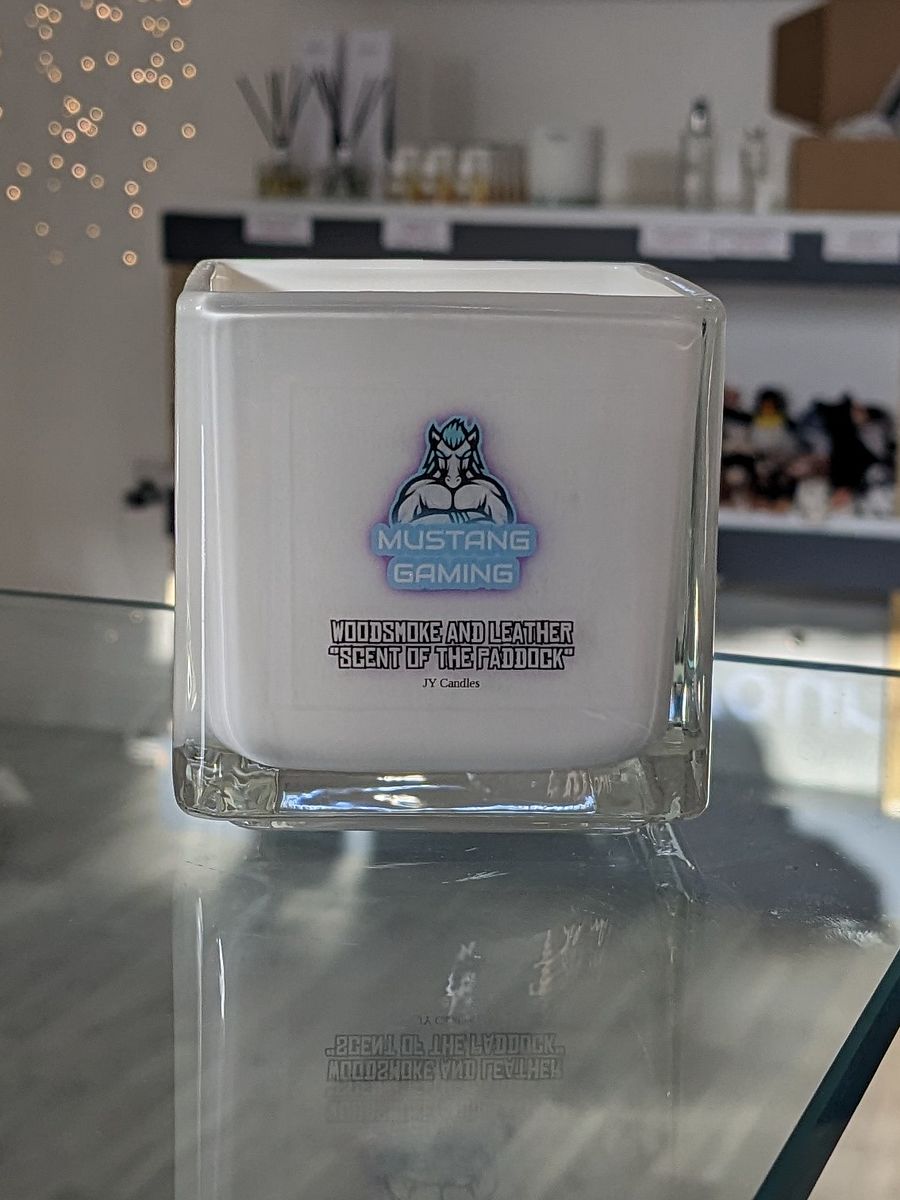 MUSTANG
GAMING
WOODSMOKE AND LEATHER
"SCENT OF THE PADDOCK"
JY Candles